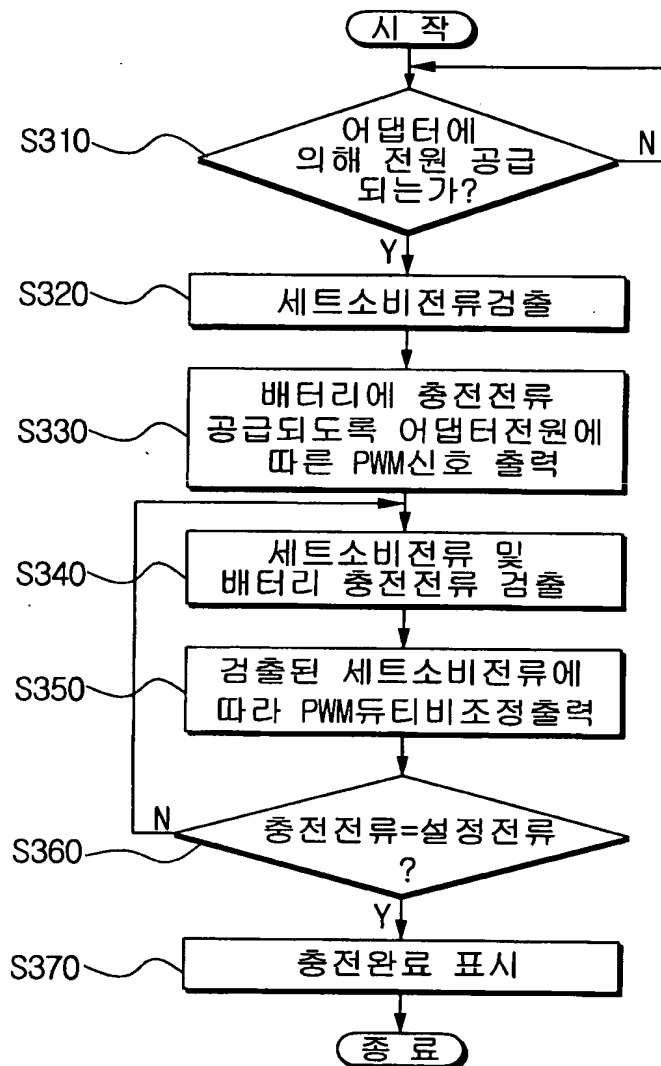 시 작
S310
어댑터에
의해 전원 공급
되는가?
N
Y
S320
세트소비전류검출
S330
배터리에 충전전류
공급되도록 어댑터전원에
따른 PWM신호 출력
S340
세트소비전류 및
배터리 충전전류 검출
S350
검출된 세트소비전류에
따라 PWM듀티비조정출력
N
S360
충전전류=설정전류
?
Y
S370
충전완료 표시
종 료